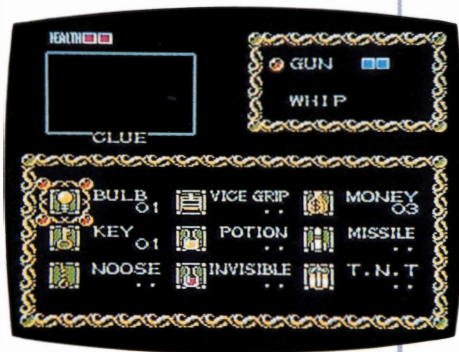 HEALTH
GUN
WHIP
CLUE
BULB VICE GRIP MONEY
01 .. 03
KEY POTION MISSILE
01 .. ..
NOOSE INVISIBLE T.N.T
.. .. ..